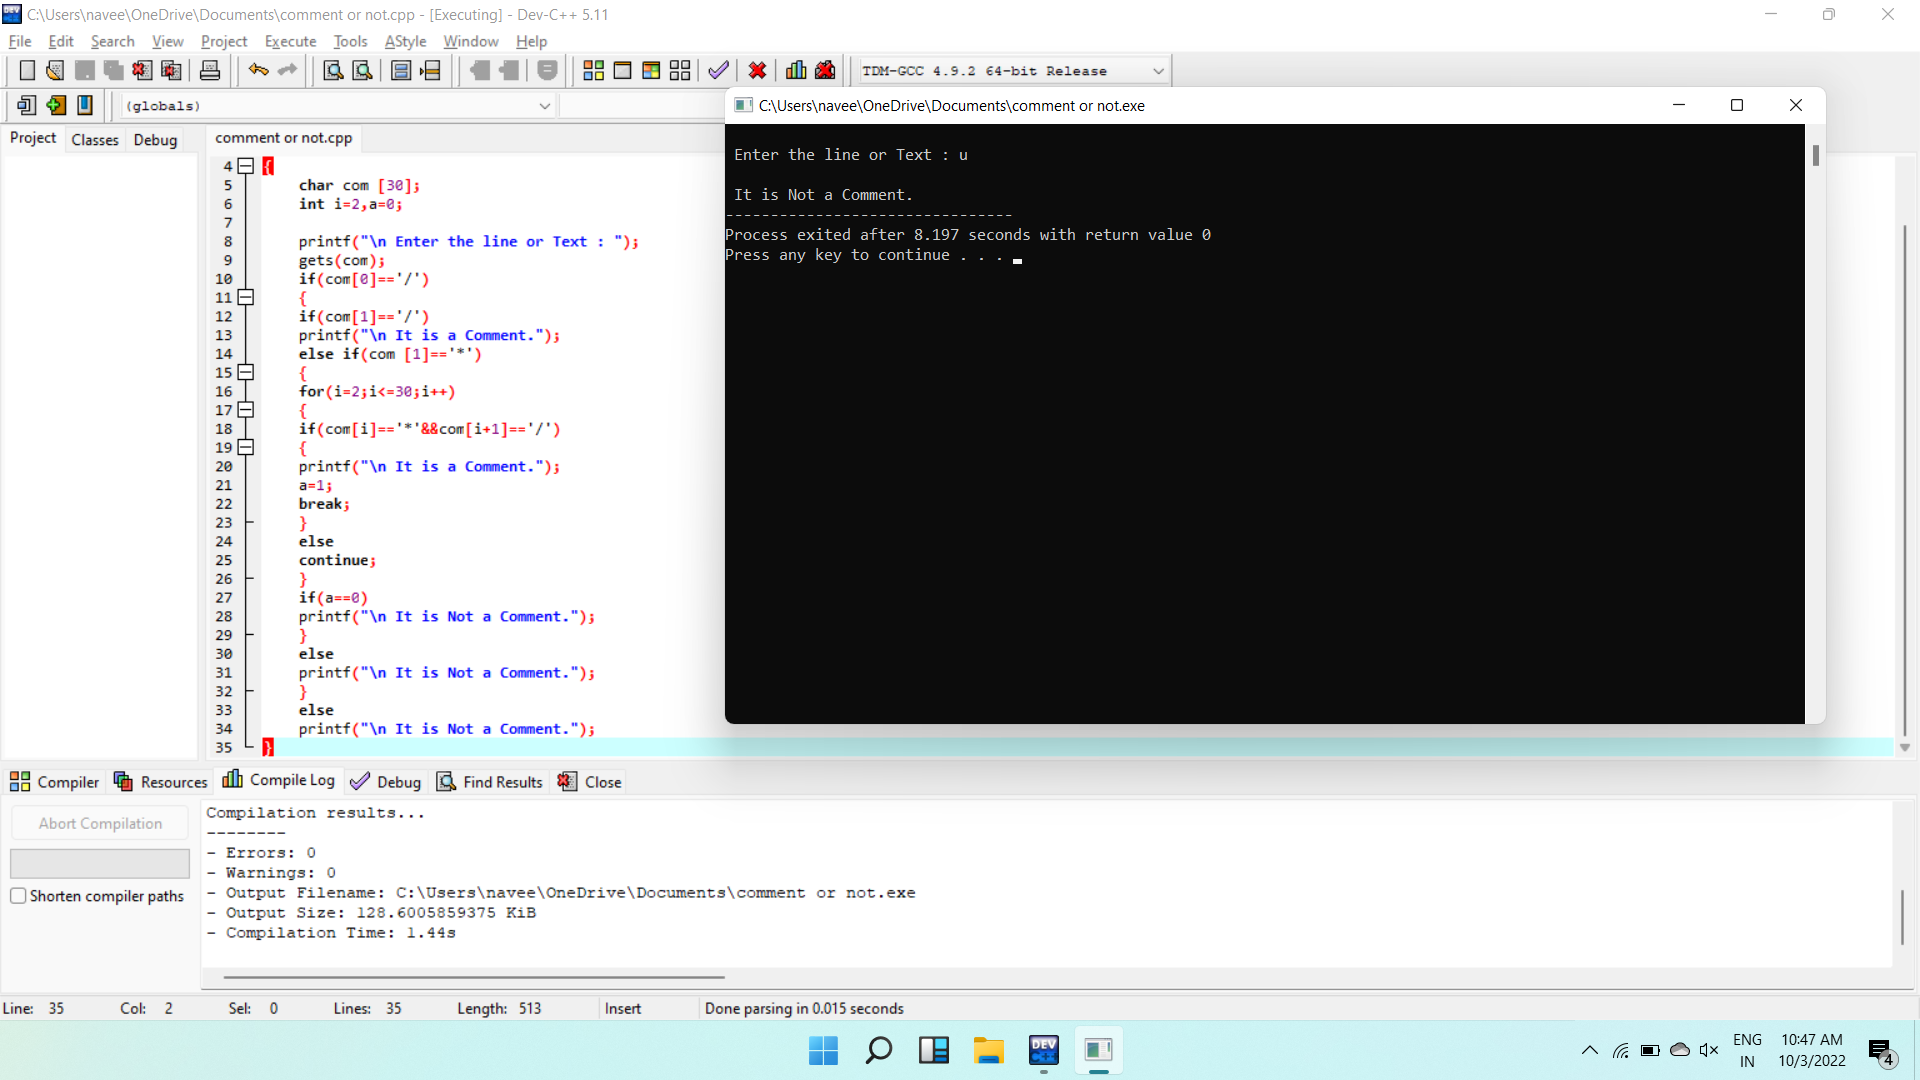 C:\Users\navee\OneDrive\Documents\comment or not.cpp - [Executing] - Dev-C++ 5.11
File Edit Search View Project Execute Tools AStyle Window Help
TDM-GCC 4.9.2 64-bit Release
(globals)
Project Classes Debug
comment or not.cpp
4 {
5 char com [30];
6 int i=2,a=0;
7
8 printf("\n Enter the line or Text : ");
9 gets(com);
10 if(com[0]=='/')
11 {
12 if(com[1]=='/')
13 printf("\n It is a Comment.");
14 else if(com [1]=='*')
15 {
16 for(i=2;i<=30;i++)
17 {
18 if(com[i]=='*'&&com[i+1]=='/')
19 {
20 printf("\n It is a Comment.");
21 a=1;
22 break;
23 }
24 else
25 continue;
26 }
27 if(a==0)
28 printf("\n It is Not a Comment.");
29 }
30 else
31 printf("\n It is Not a Comment.");
32 }
33 else
34 printf("\n It is Not a Comment.");
35 }
C:\Users\navee\OneDrive\Documents\comment or not.exe
Enter the line or Text : u
It is Not a Comment.
--------------------------------
Process exited after 8.197 seconds with return value 0
Press any key to continue . . .
Compiler Resources Compile Log Debug Find Results Close
Abort Compilation
Shorten compiler paths
Compilation results...
--------
- Errors: 0
- Warnings: 0
- Output Filename: C:\Users\navee\OneDrive\Documents\comment or not.exe
- Output Size: 128.6005859375 KiB
- Compilation Time: 1.44s
Line: 35 Col: 2 Sel: 0 Lines: 35 Length: 513 Insert Done parsing in 0.015 seconds
DEV C++
ENG
IN
10:47 AM
10/3/2022
4